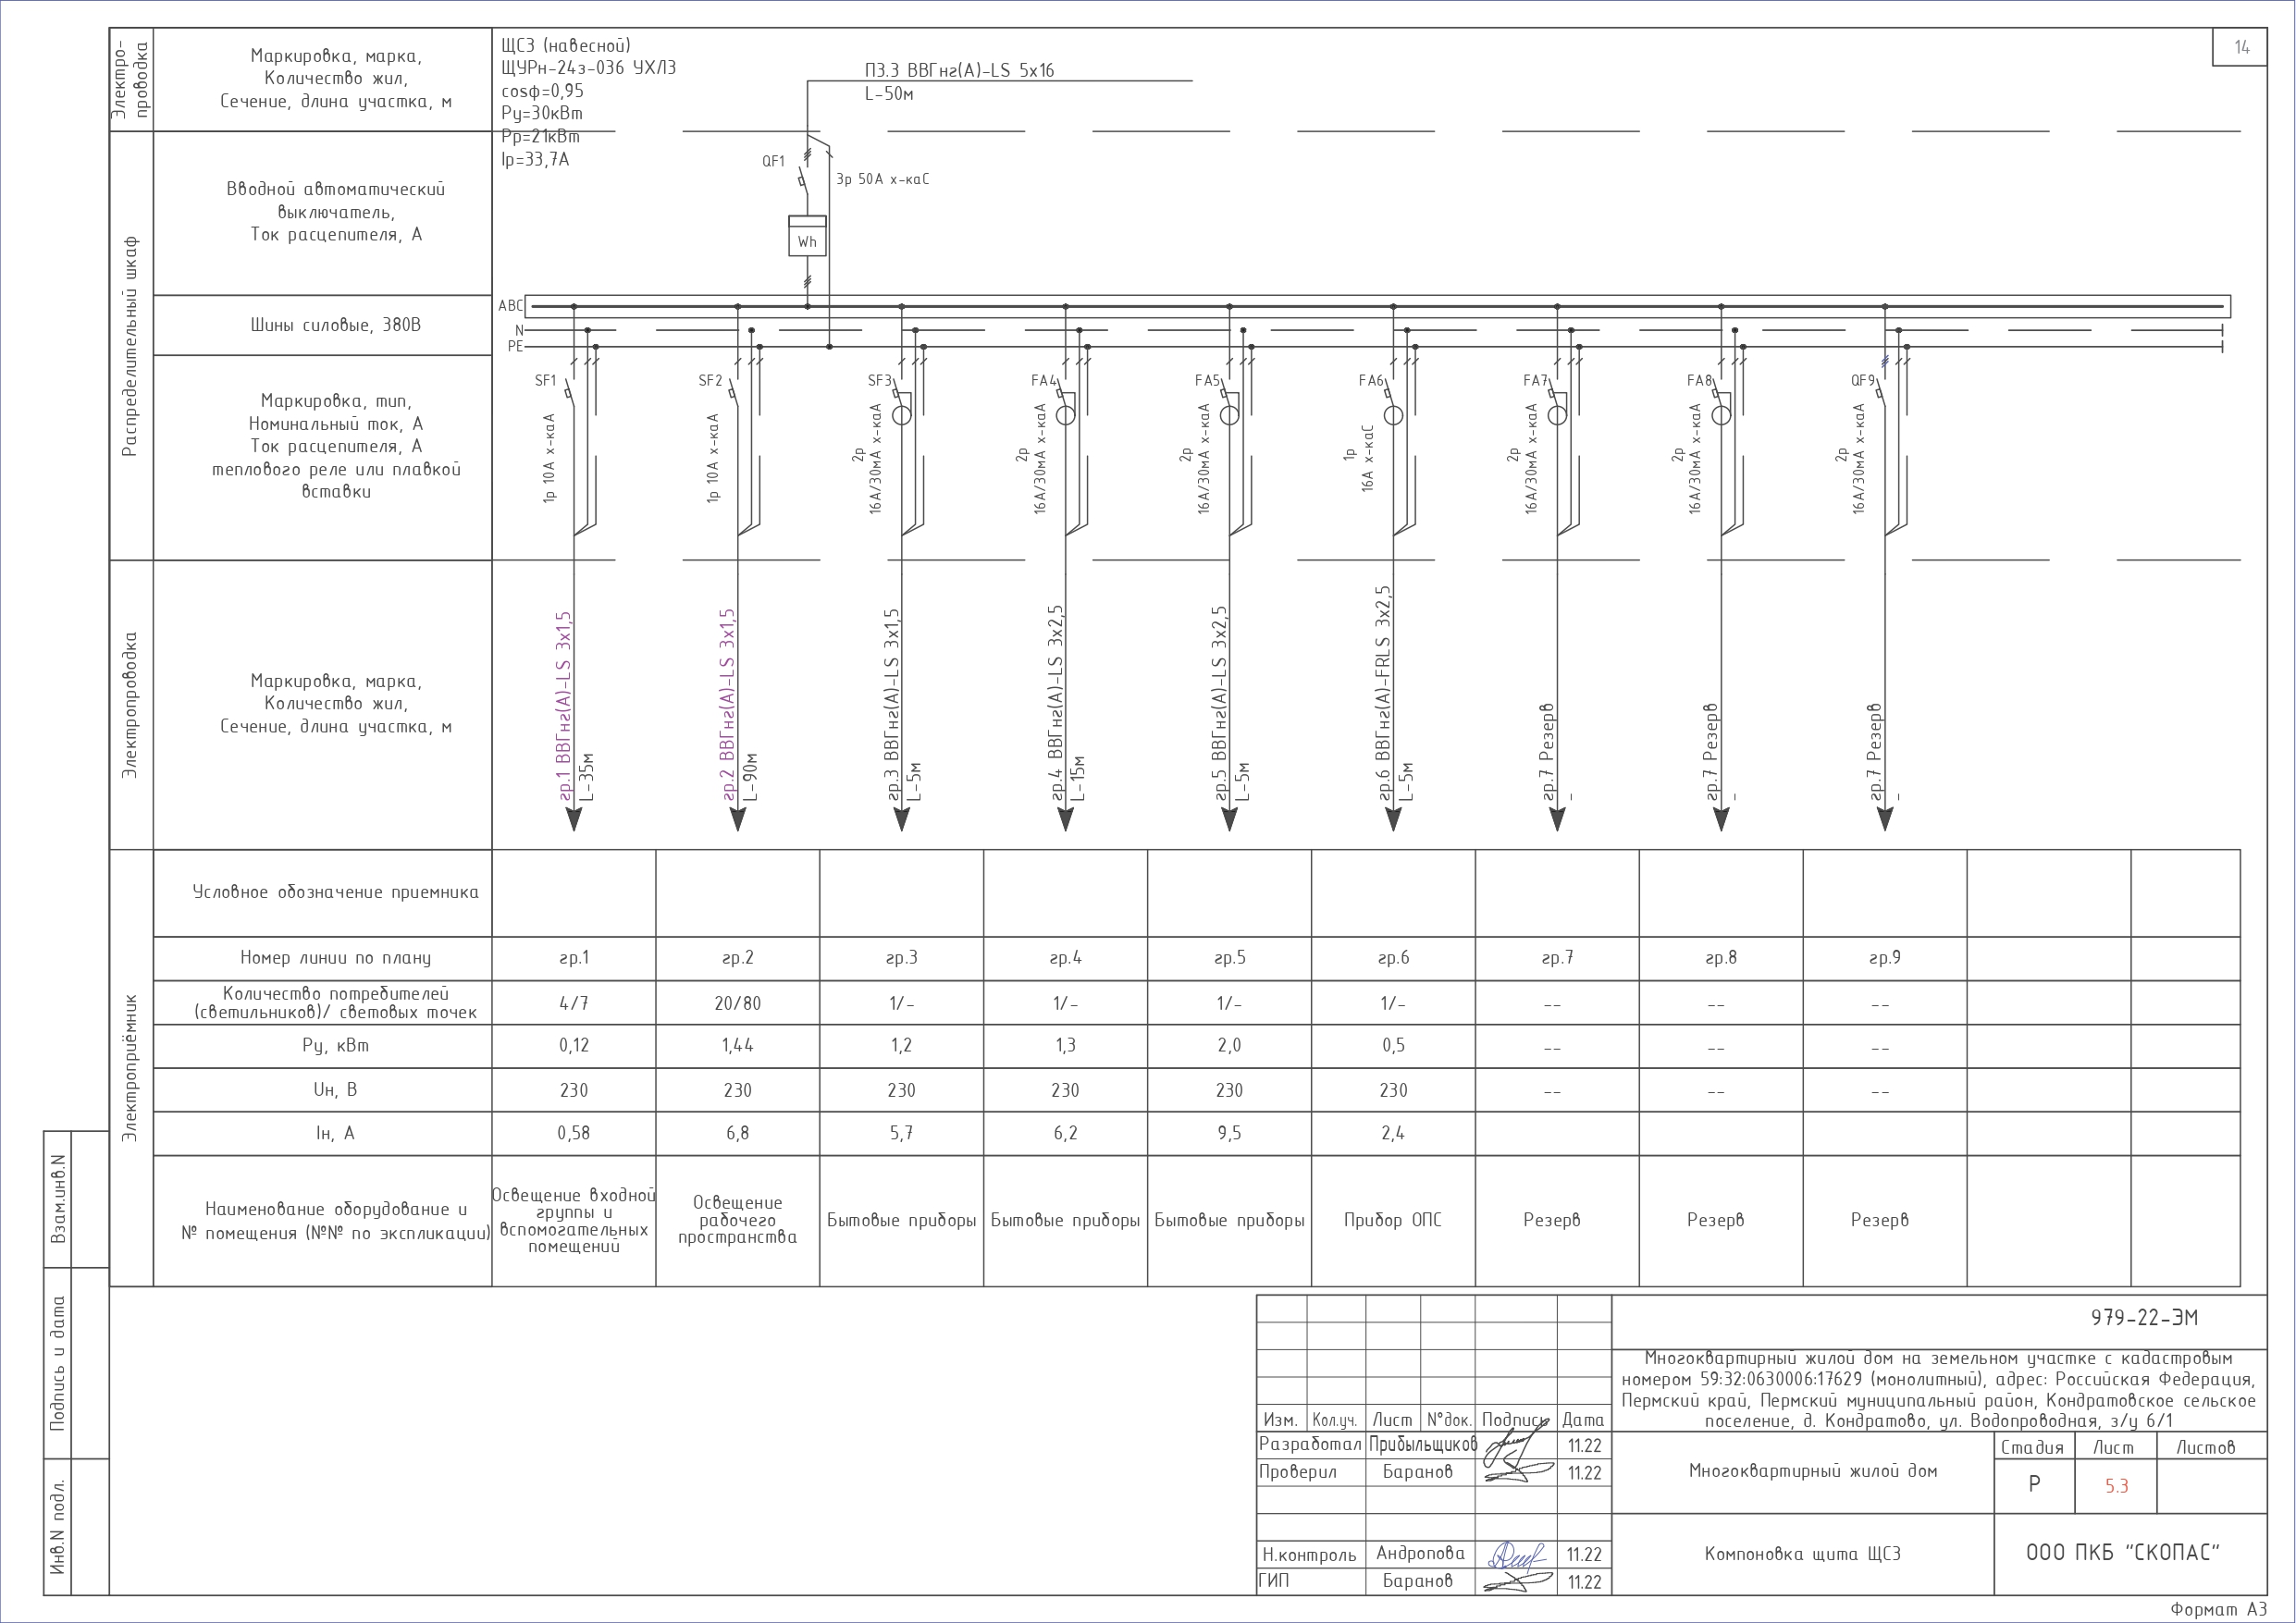 14
Электро-
проводка
Маркировка, марка,
Количество жил,
Сечение, длина участка, м
ЩС3 (навесной)
ЩУРн-24з-036 УХЛ3
cosф=0,95
Ру=30кВт
Рр=21кВт
Iр=33,7А
П3.3 ВВГнг(А)-LS 5х16
L-50м
Распределительный шкаф
Вводной автоматический
выключатель,
Ток расцепителя, А
QF1
3р 50А х-каС
Wh
Шины силовые, 380В
ABC
N
PE
Маркировка, тип,
Номинальный ток, А
Ток расцепителя, А
теплового реле или плавкой
вставки
SF1
1р 10А х-каА
SF2
1р 10А х-каА
SF3
2р
16А/30мА х-каА
FA4
2р
16А/30мА х-каА
FA5
2р
16А/30мА х-каА
FA6
1р
16А х-каС
FA7
2р
16А/30мА х-каА
FA8
2р
16А/30мА х-каА
QF9
2р
16А/30мА х-каА
Электропроводка
Маркировка, марка,
Количество жил,
Сечение, длина участка, м
гр.1 ВВГнг(А)-LS 3х1,5
L-35м
гр.2 ВВГнг(А)-LS 3х1,5
L-90м
гр.3 ВВГнг(А)-LS 3х1,5
L-5м
гр.4 ВВГнг(А)-LS 3х2,5
L-15м
гр.5 ВВГнг(А)-LS 3х2,5
L-5м
гр.6 ВВГнг(А)-FRLS 3х2,5
L-5м
гр.7 Резерв
-
гр.7 Резерв
-
гр.7 Резерв
-
Электроприёмник
Условное обозначение приемника
Номер линии по плану гр.1 гр.2 гр.3 гр.4 гр.5 гр.6 гр.7 гр.8 гр.9
Количество потребителей
(светильников)/ световых точек 4/7 20/80 1/- 1/- 1/- 1/- -- -- --
Ру, кВт 0,12 1,44 1,2 1,3 2,0 0,5 -- -- --
Uн, В 230 230 230 230 230 230 -- -- --
Iн, А 0,58 6,8 5,7 6,2 9,5 2,4
Наименование оборудование и
№ помещения (№№ по экспликации)
Освещение входной
группы и
вспомогательных
помещений
Освещение
рабочего
пространства
Бытовые приборы
Бытовые приборы
Бытовые приборы
Прибор ОПС
Резерв
Резерв
Резерв
Взам.инв.N
Подпись и дата
Инв.N подл.
979-22-ЭМ
Многоквартирный жилой дом на земельном участке с кадастровым
номером 59:32:0630006:17629 (монолитный), адрес: Российская Федерация,
Пермский край, Пермский муниципальный район, Кондратовское сельское
поселение, д. Кондратово, ул. Водопроводная, з/у 6/1
Изм. Кол.уч. Лист N°док. Подпись Дата
Разработал Прибыльщиков 11.22
Проверил Баранов 11.22
Н.контроль Андропова 11.22
ГИП Баранов 11.22
Многоквартирный жилой дом
Стадия Лист Листов
Р 5.3
Компоновка щита ЩС3
ООО ПКБ "СКОПАС"
Формат А3